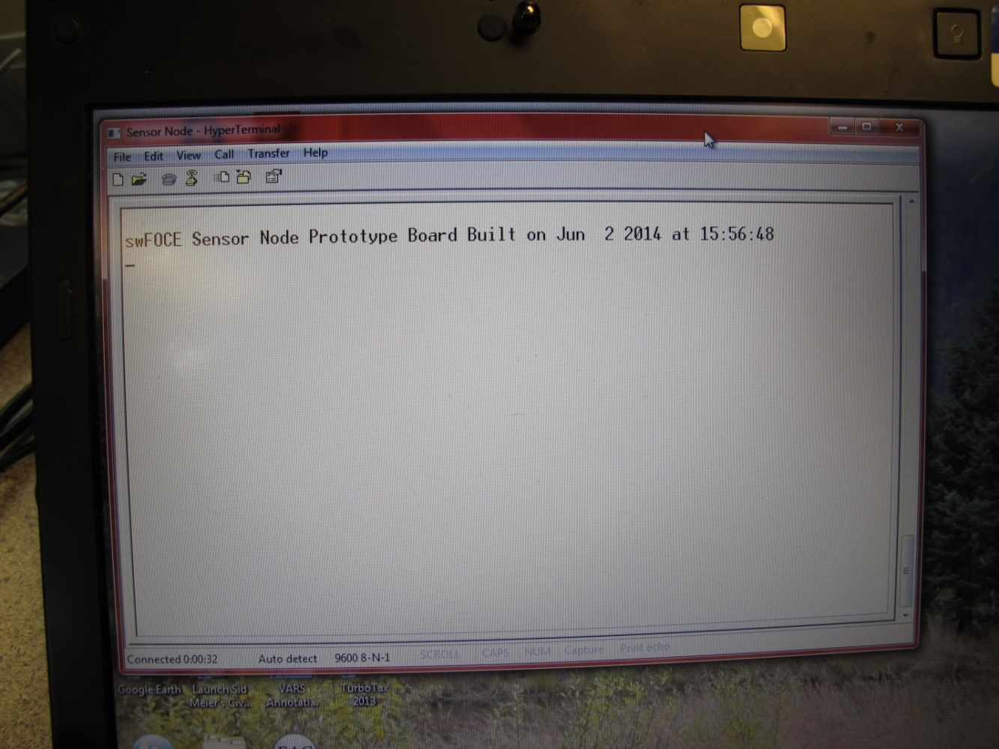 Sensor Node - HyperTerminal
File Edit View Call Transfer Help
swFOCE Sensor Node Prototype Board Built on Jun  2 2014 at 15:56:48
_
Connected 0:00:32 Auto detect 9600 8-N-1 SCROLL CAPS NUM Capture Print echo
Google Earth
Launch Sid
Meier's Civ...
VARS
Annotati...
TurboTax
2013